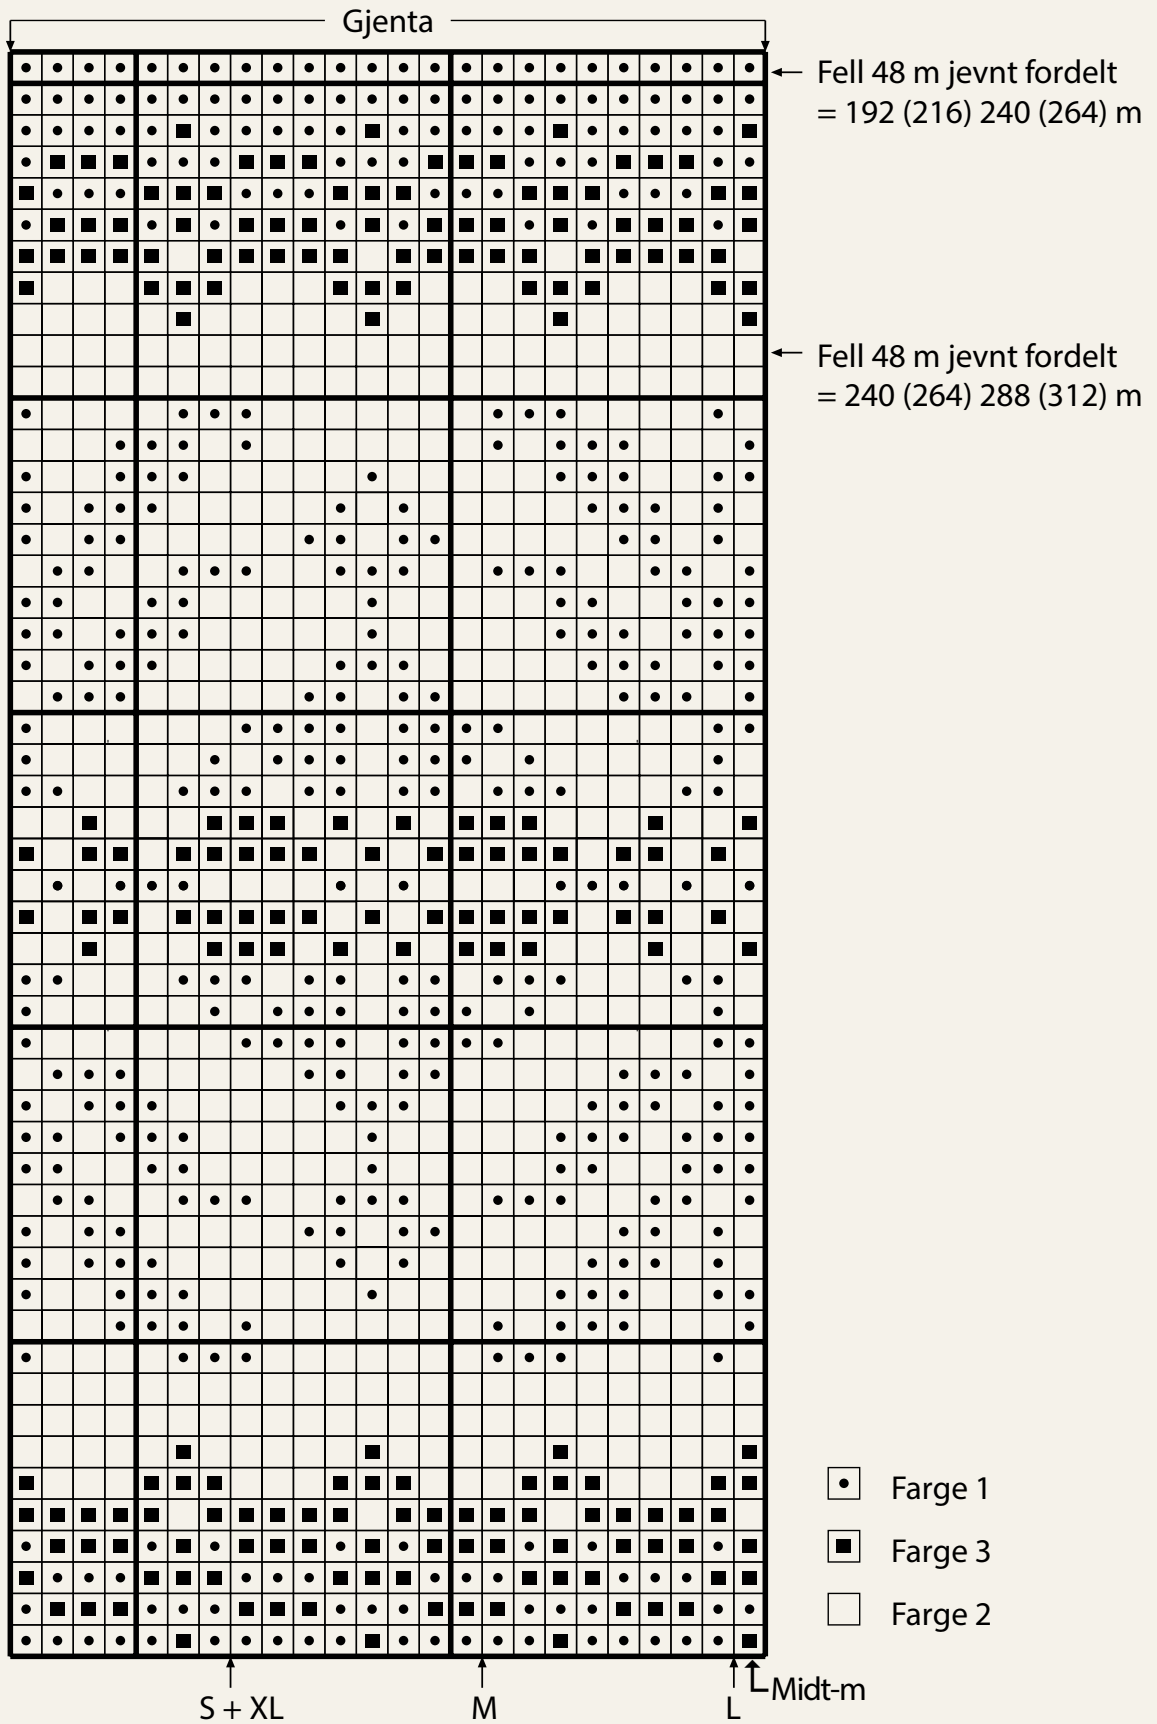 Gjenta
Fell 48 m jevnt fordelt
= 192 (216) 240 (264) m
Fell 48 m jevnt fordelt
= 240 (264) 288 (312) m
Farge 1
Farge 3
Farge 2
Midt-m
S + XL
M
L